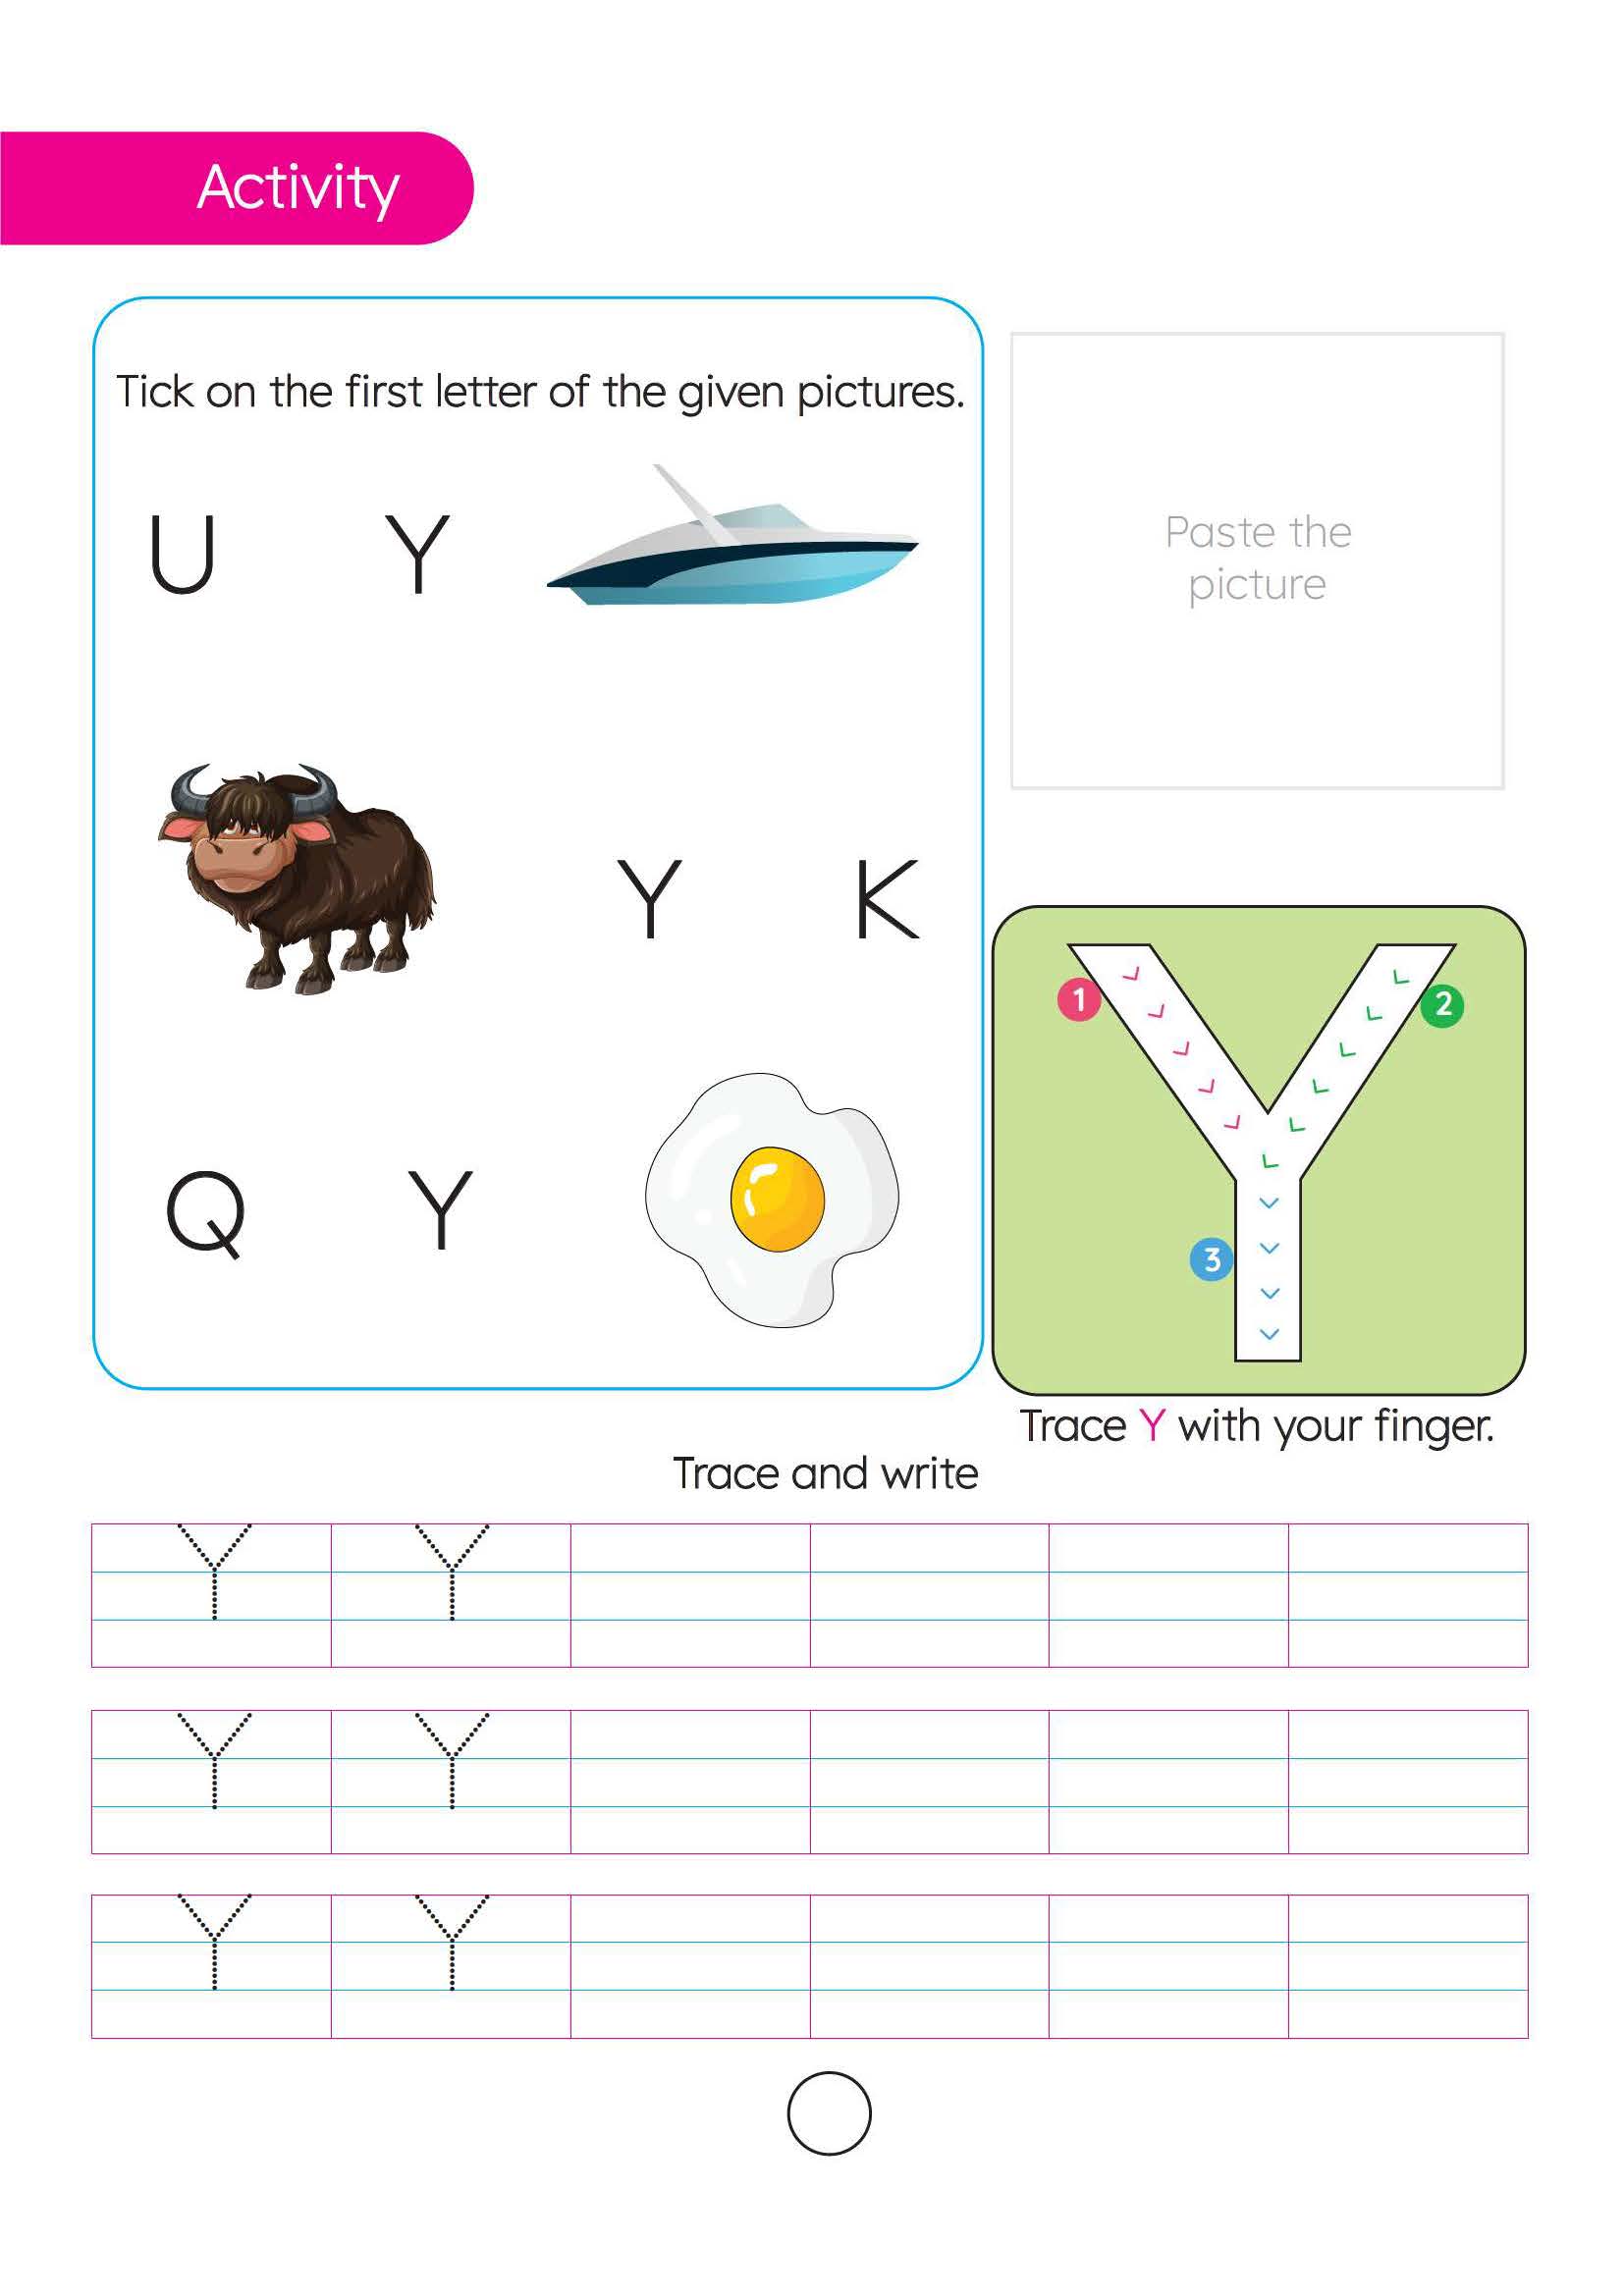 Activity
Tick on the first letter of the given pictures.
U Y
Paste the
picture
Y K
1 2
Q Y
3
Trace Y with your finger.
Trace and write
Y Y
Y Y
Y Y